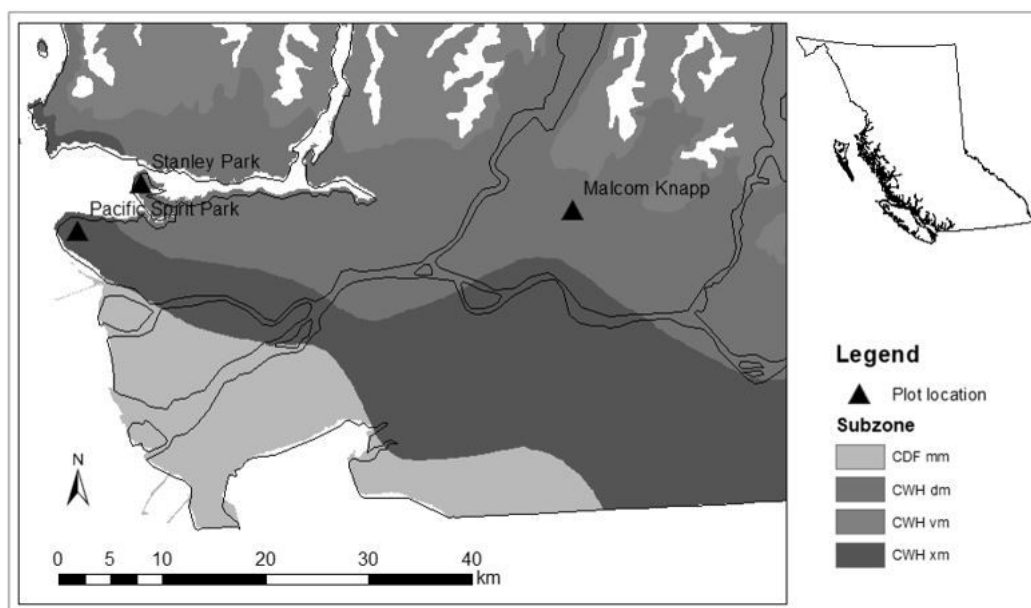 Stanley Park
Pacific Spirit Park
Malcom Knapp
N
0 5 10 20 30 40
km
Legend
Plot location
Subzone
CDF mm
CWH dm
CWH vm
CWH xm